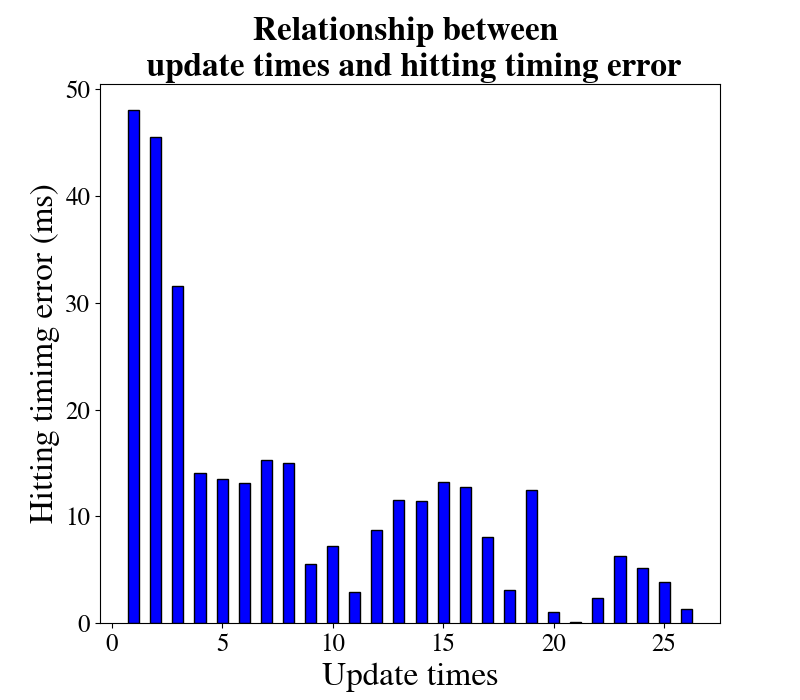 Relationship between
update times and hitting timing error
Hitting timimg error (ms)
50
40
30
20
10
0
0 5 10 15 20 25
Update times